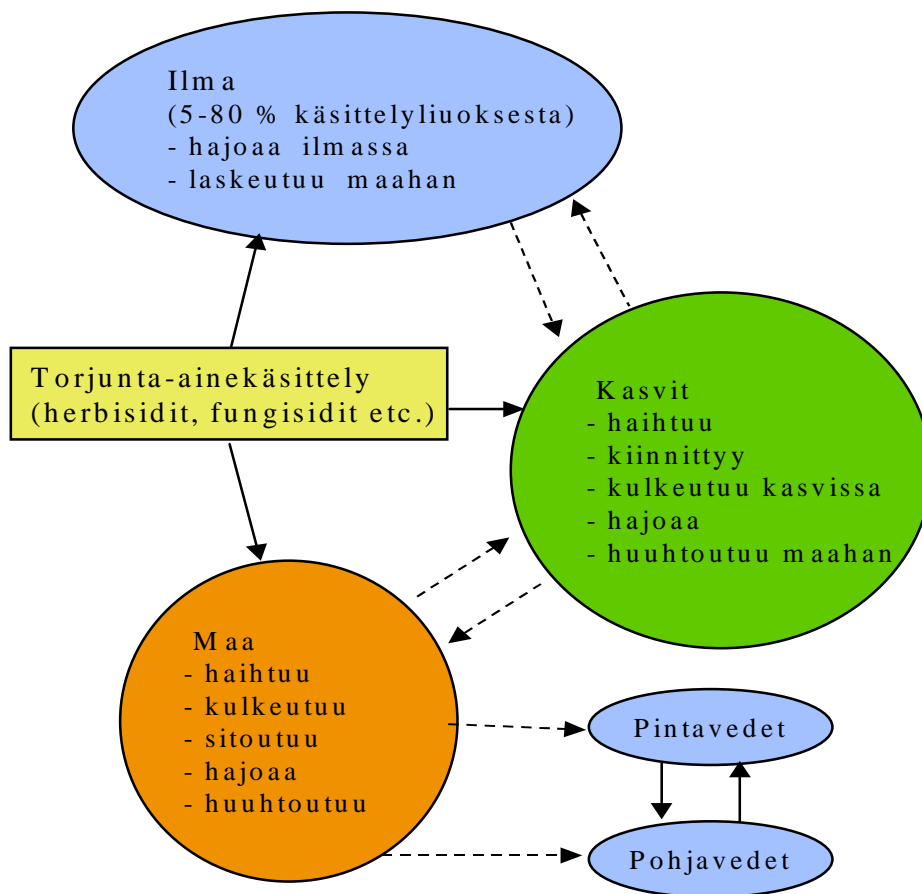 Ilma
(5-80 % käsittelyliuoksesta)
- hajoaa ilmassa
- laskeutuu maahan
Torjunta-ainekäsittely
(herbisidit, fungisidit etc.)
Kasvit
- haihtuu
- kiinnittyy
- kulkeutuu kasvissa
- hajoaa
- huuhtoutuu maahan
Maa
- haihtuu
- kulkeutuu
- sitoutuu
- hajoaa
- huuhtoutuu
Pintavedet
Pohjavedet